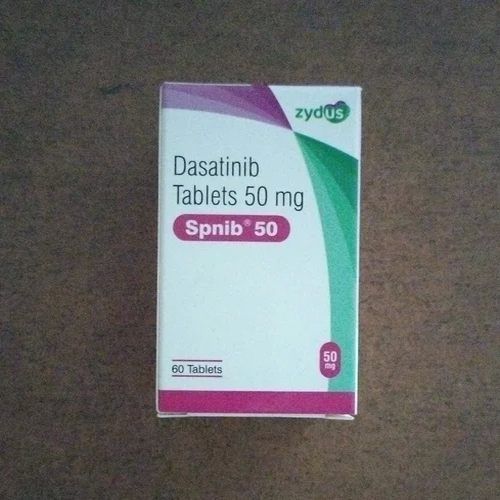 zydus
Dasatinib
Tablets 50 mg
Spnib® 50
60 Tablets
50
mg